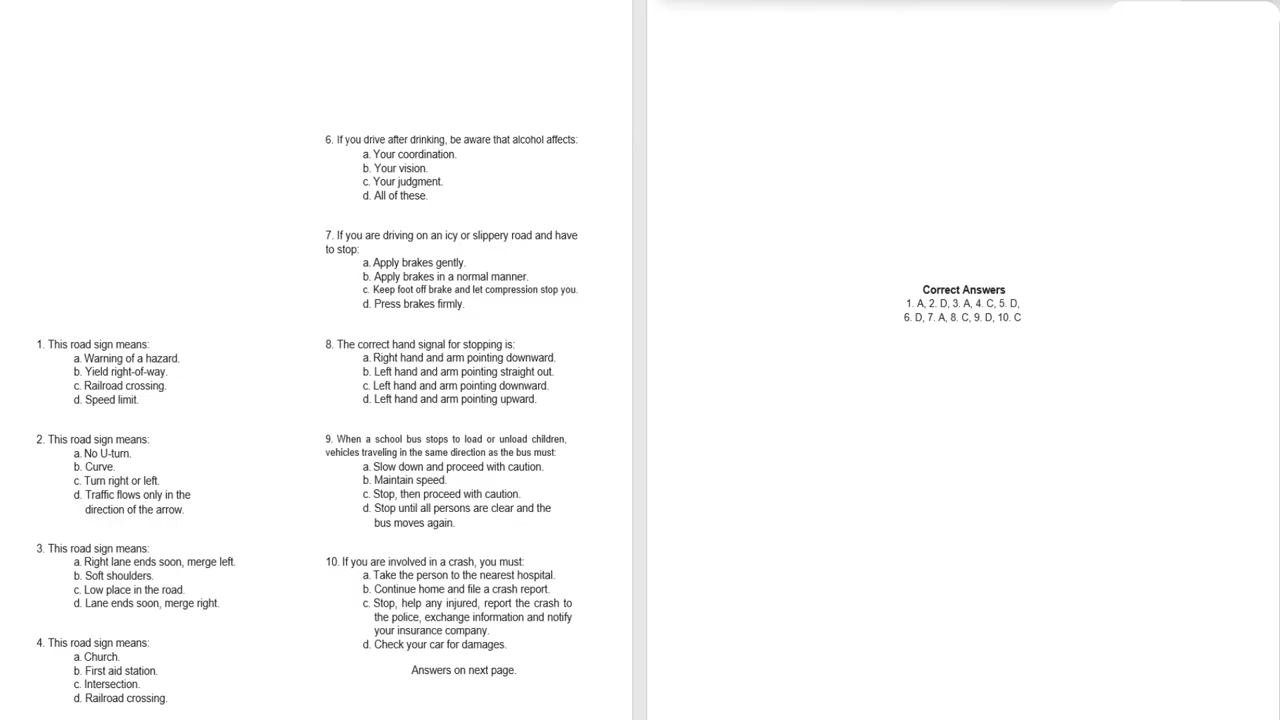 1. This road sign means:
a. Warning of a hazard.
b. Yield right-of-way.
c. Railroad crossing.
d. Speed limit.
2. This road sign means:
a. No U-turn.
b. Curve.
c. Turn right or left.
d. Traffic flows only in the
direction of the arrow.
3. This road sign means:
a. Right lane ends soon, merge left.
b. Soft shoulders.
c. Low place in the road.
d. Lane ends soon, merge right.
4. This road sign means:
a. Church.
b. First aid station.
c. Intersection.
d. Railroad crossing.
6. If you drive after drinking, be aware that alcohol affects:
a. Your coordination.
b. Your vision.
c. Your judgment.
d. All of these.
7. If you are driving on an icy or slippery road and have
to stop:
a. Apply brakes gently.
b. Apply brakes in a normal manner.
c. Keep foot off brake and let compression stop you.
d. Press brakes firmly.
8. The correct hand signal for stopping is:
a. Right hand and arm pointing downward.
b. Left hand and arm pointing straight out.
c. Left hand and arm pointing downward.
d. Left hand and arm pointing upward.
9. When a school bus stops to load or unload children,
vehicles traveling in the same direction as the bus must:
a. Slow down and proceed with caution.
b. Maintain speed.
c. Stop, then proceed with caution.
d. Stop until all persons are clear and the
bus moves again.
10. If you are involved in a crash, you must:
a. Take the person to the nearest hospital.
b. Continue home and file a crash report.
c. Stop, help any injured, report the crash to
the police, exchange information and notify
your insurance company.
d. Check your car for damages.
Answers on next page.
Correct Answers
1. A, 2. D, 3. A, 4. C, 5. D,
6. D, 7. A, 8. C, 9. D, 10. C